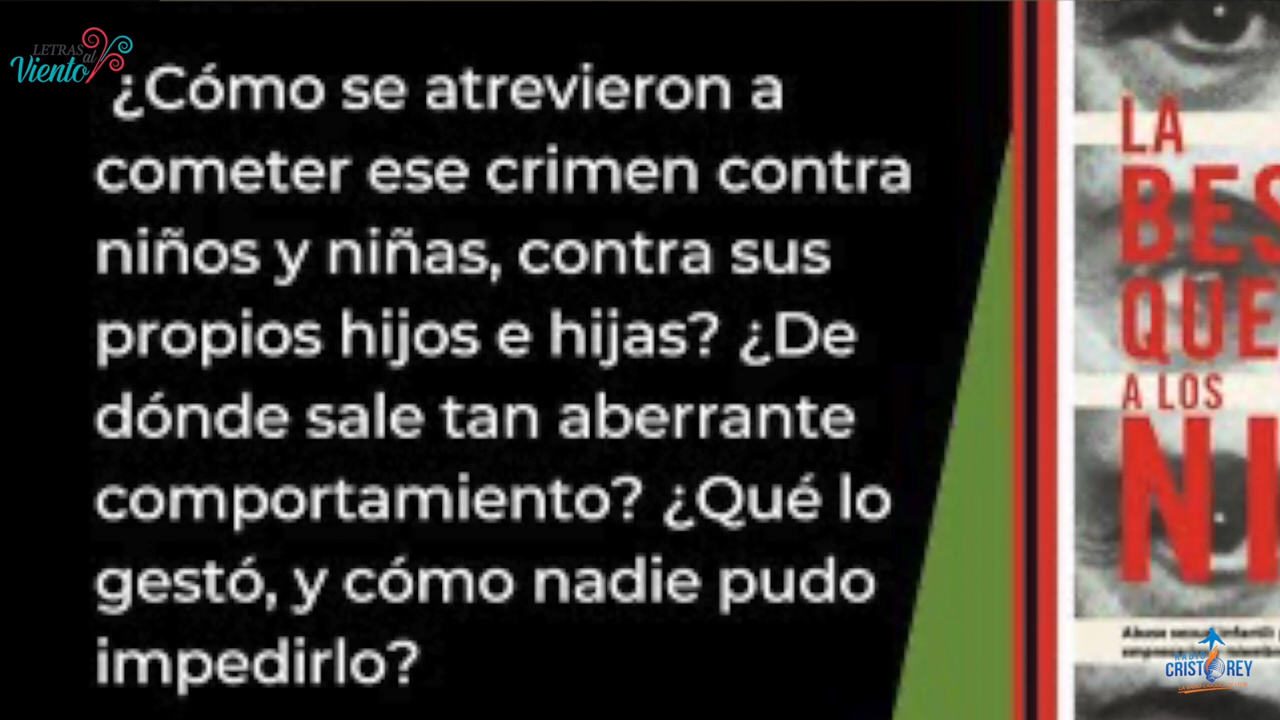 LETRAS
al
Viento
¿Cómo se atrevieron a
cometer ese crimen contra
niños y niñas, contra sus
propios hijos e hijas? ¿De
dónde sale tan aberrante
comportamiento? ¿Qué lo
gestó, y cómo nadie pudo
impedirlo?
LA
BES
QUE
A LOS
NI
RADIO
CRISTO REY